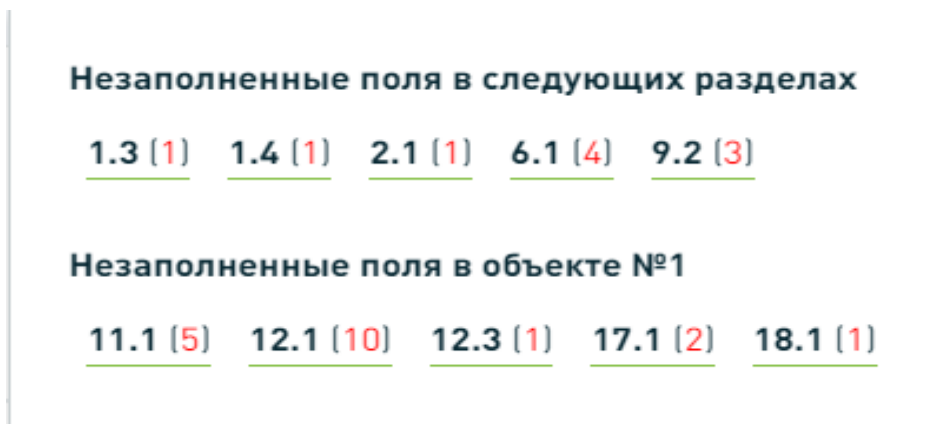 Незаполненные поля в следующих разделах
1.3 (1) 1.4 (1) 2.1 (1) 6.1 (4) 9.2 (3)
Незаполненные поля в объекте №1
11.1 (5) 12.1 (10) 12.3 (1) 17.1 (2) 18.1 (1)